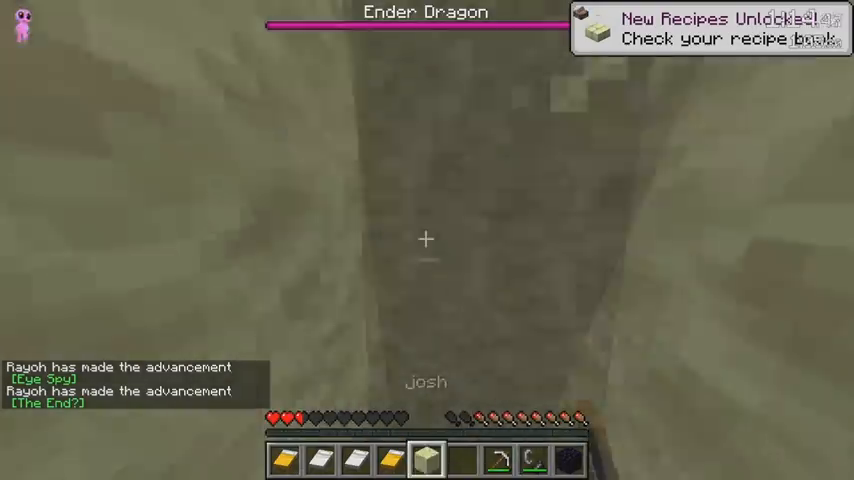 Ender Dragon
New Recipes Unlocked!
Check your recipe book
Rayoh has made the advancement
[Eye Spy]
Rayoh has made the advancement
[The End?]
josh